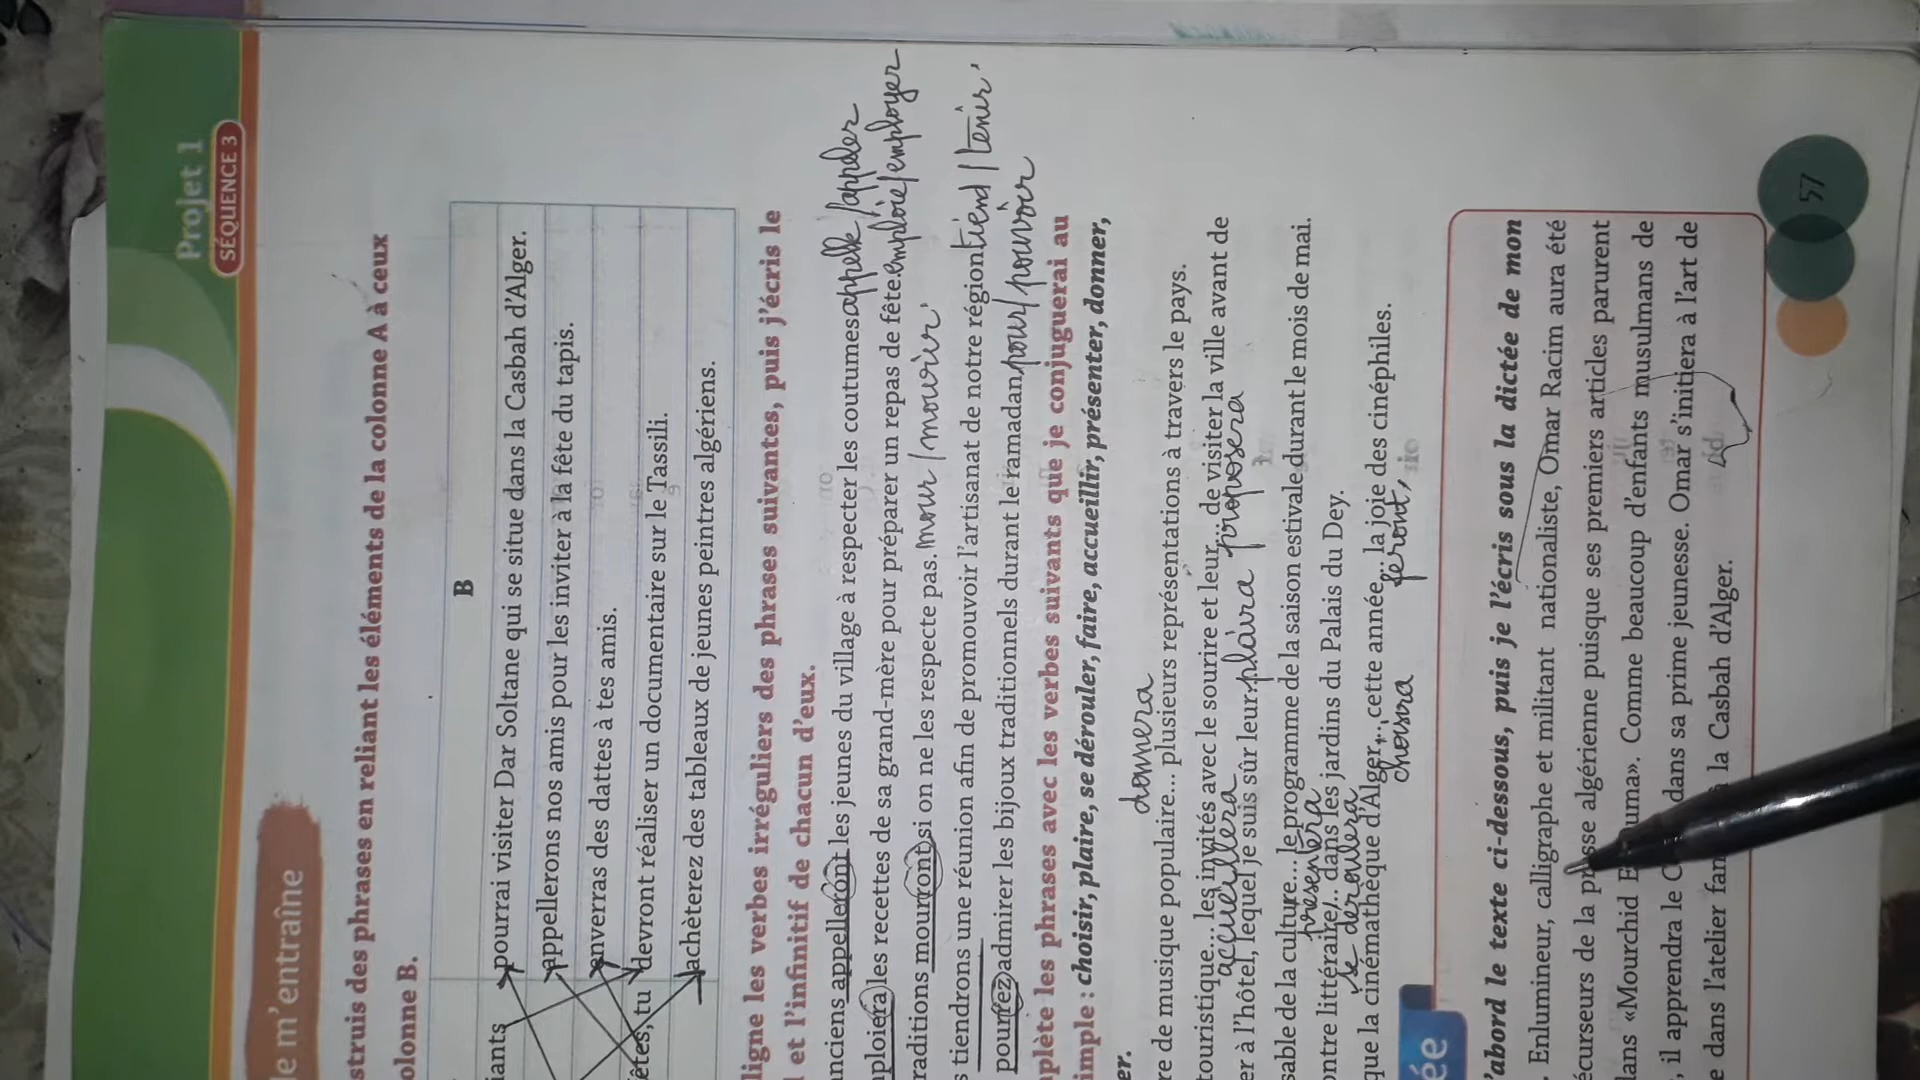 Projet 1
SÉQUENCE 3
e m'entraîne
struis des phrases en reliant les éléments de la colonne A à ceux
olonne B.
B
iants
pourrai visiter Dar Soltane qui se situe dans la Casbah d'Alger.
appellerons nos amis pour les inviter à la fête du tapis.
enverras des dattes à tes amis.
êtes, tu
devront réaliser un documentaire sur le Tassili.
achèterez des tableaux de jeunes peintres algériens.
ligne les verbes irréguliers des phrases suivantes, puis j'écris le
et l'infinitif de chacun d'eux.
nciens appelleront les jeunes du village à respecter les coutumes appelle/appeler
ploiera les recettes de sa grand-mère pour préparer un repas de fête emploie/employer
raditions mourront si on ne les respecte pas. mour/mourir
s tiendrons une réunion afin de promouvoir l'artisanat de notre région tiend/tenir
pourrez admirer les bijoux traditionnels durant le ramadan pour/pouvoir
plète les phrases avec les verbes suivants que je conjuguerai au
imple : choisir, plaire, se dérouler, faire, accueillir, présenter, donner,
er.
donnera
re de musique populaire... plusieurs représentations à travers le pays.
touristique... les invités avec le sourire et leur... de visiter la ville avant de
accueillera proposera
er à l'hôtel, lequel je suis sûr leur plaira
sable de la culture... le programme de la saison estivale durant le mois de mai.
présentera
ontre littéraire... dans les jardins du Palais du Dey.
se déroulera
que la cinémathèque d'Alger..., cette année... la joie des cinéphiles.
choisira feront,
ée
'abord le texte ci-dessous, puis je l'écris sous la dictée de mon
. Enlumineur, calligraphe et militant nationaliste, Omar Racim aura été
écurseurs de la presse algérienne puisque ses premiers articles parurent
dans «Mourchid E uma». Comme beaucoup d'enfants musulmans de
, il apprendra le C dans sa prime jeunesse. Omar s'initiera à l'art de
e dans l'atelier fam la Casbah d'Alger.
57